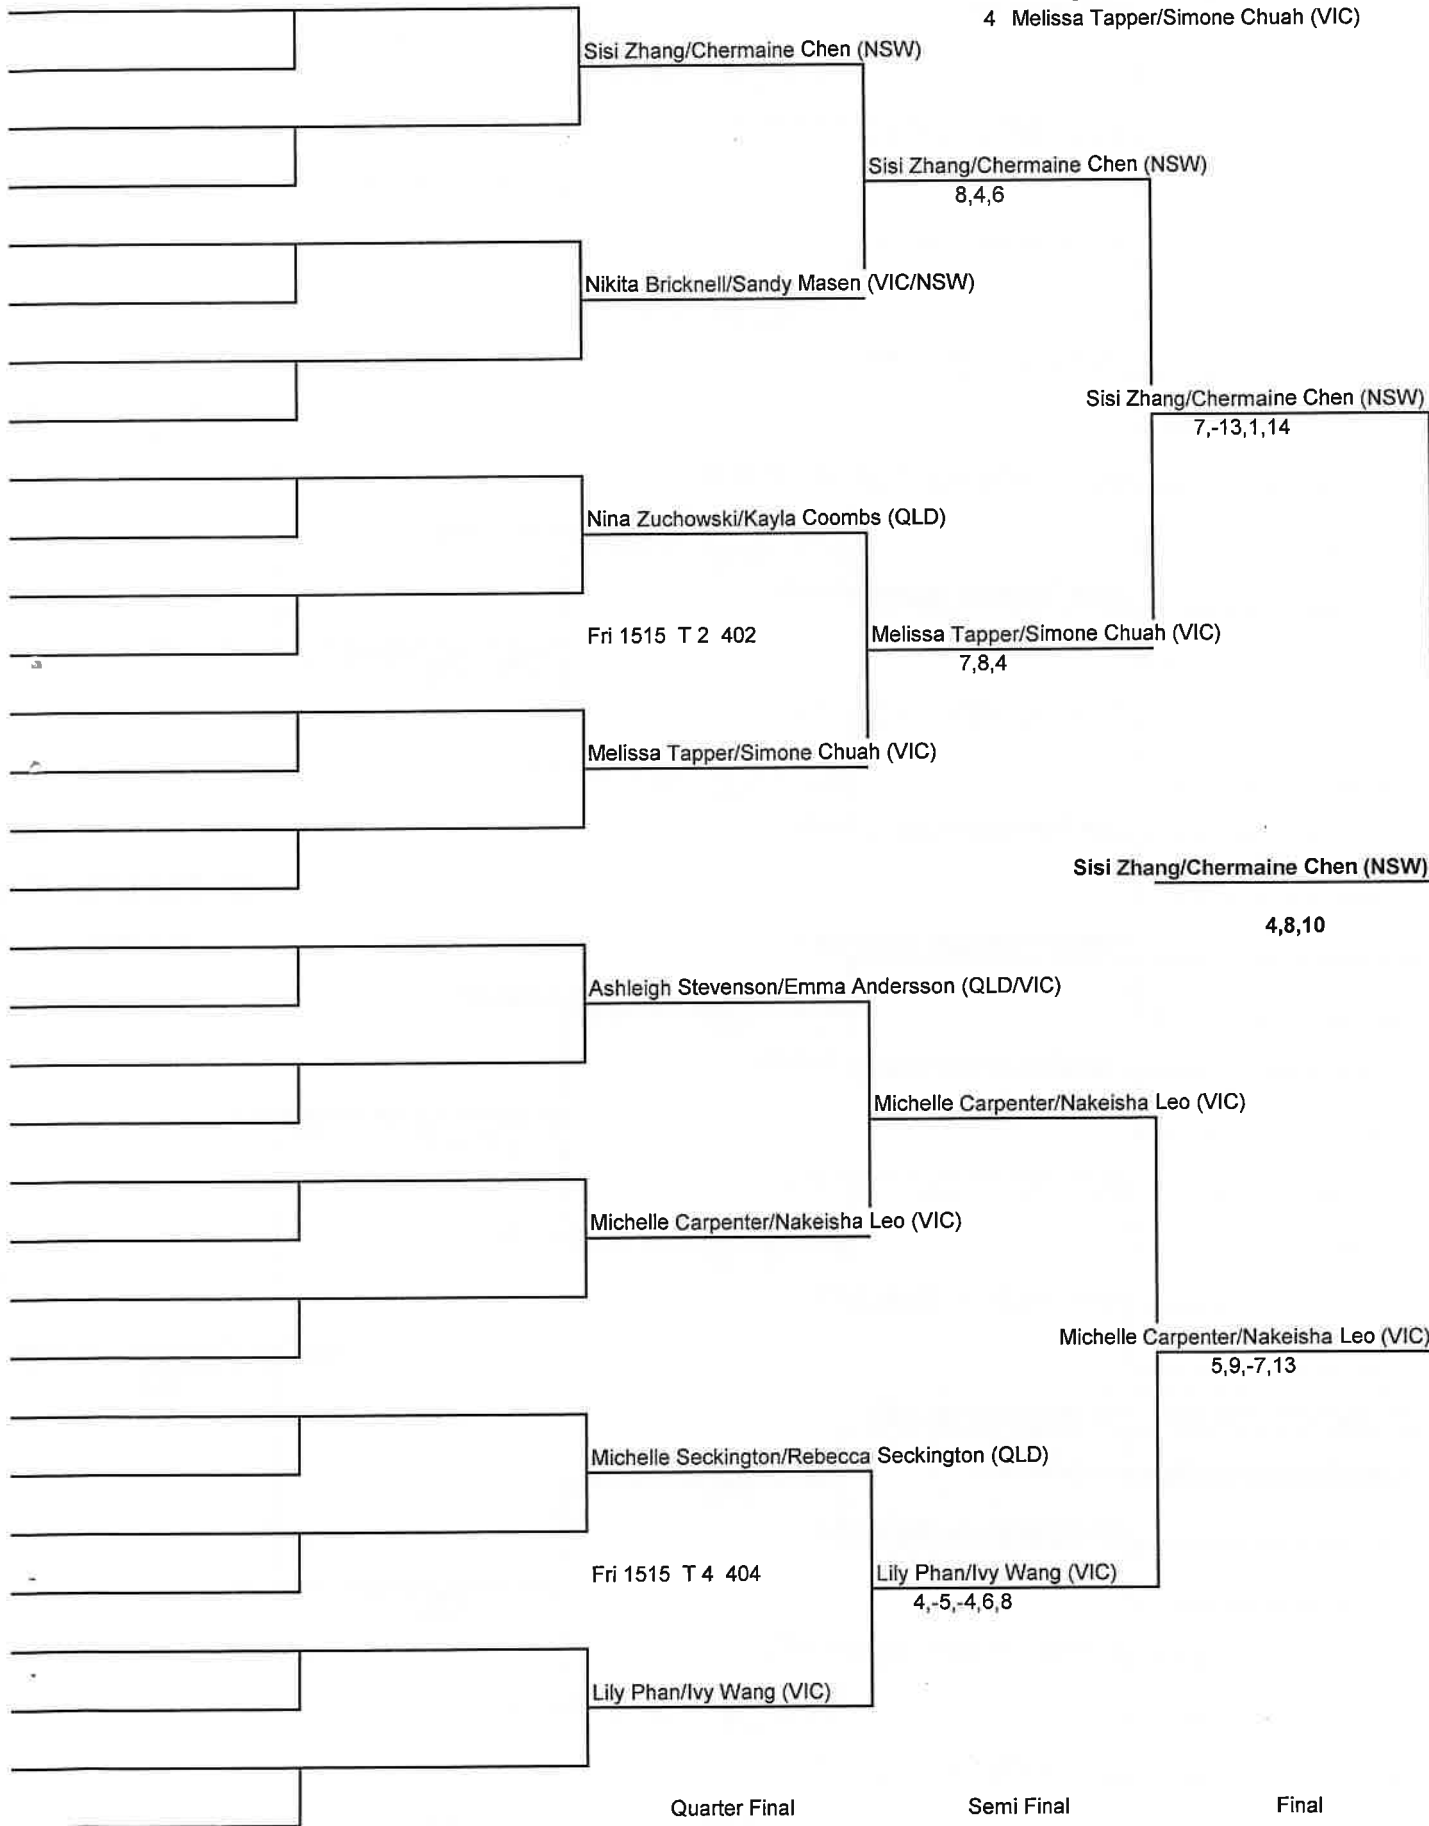 4 Melissa Tapper/Simone Chuah (VIC)
Sisi Zhang/Chermaine Chen (NSW)
Sisi Zhang/Chermaine Chen (NSW)
8,4,6
Nikita Bricknell/Sandy Masen (VIC/NSW)
Sisi Zhang/Chermaine Chen (NSW)
7,-13,1,14
Nina Zuchowski/Kayla Coombs (QLD)
Fri 1515 T 2 402
Melissa Tapper/Simone Chuah (VIC)
7,8,4
Melissa Tapper/Simone Chuah (VIC)
Sisi Zhang/Chermaine Chen (NSW)
4,8,10
Ashleigh Stevenson/Emma Andersson (QLD/VIC)
Michelle Carpenter/Nakeisha Leo (VIC)
Michelle Carpenter/Nakeisha Leo (VIC)
Michelle Carpenter/Nakeisha Leo (VIC)
5,9,-7,13
Michelle Seckington/Rebecca Seckington (QLD)
Fri 1515 T 4 404
Lily Phan/Ivy Wang (VIC)
4,-5,-4,6,8
Lily Phan/Ivy Wang (VIC)
Quarter Final
Semi Final
Final